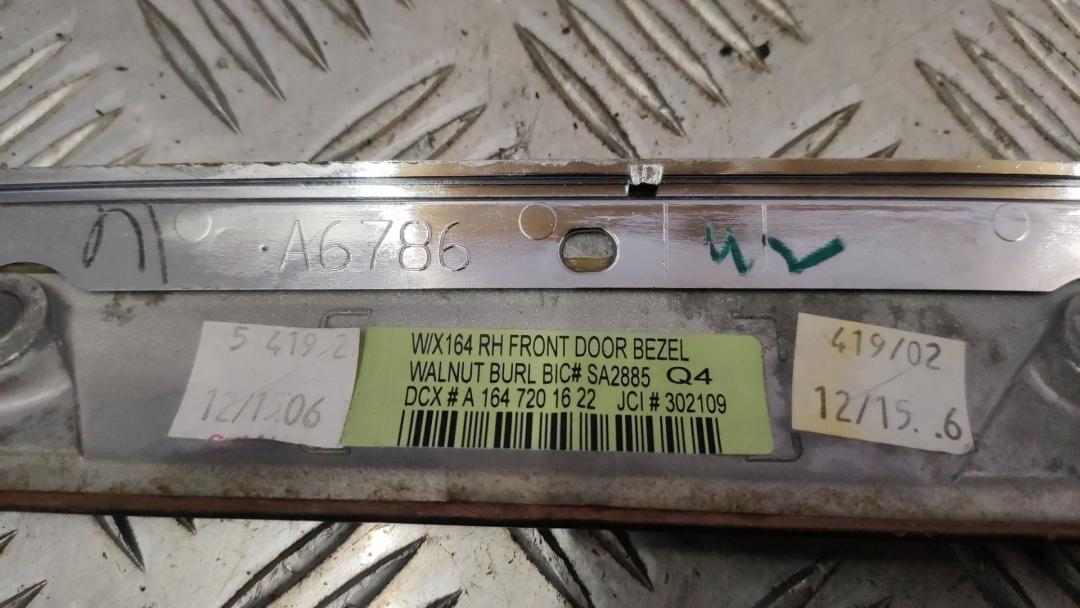 A6786
5 419/2
12/15 06
W/X164 RH FRONT DOOR BEZEL
WALNUT BURL BIC# SA2885 Q4
DCX # A 164 720 16 22 JCI # 302109
419/02
12/15. .6